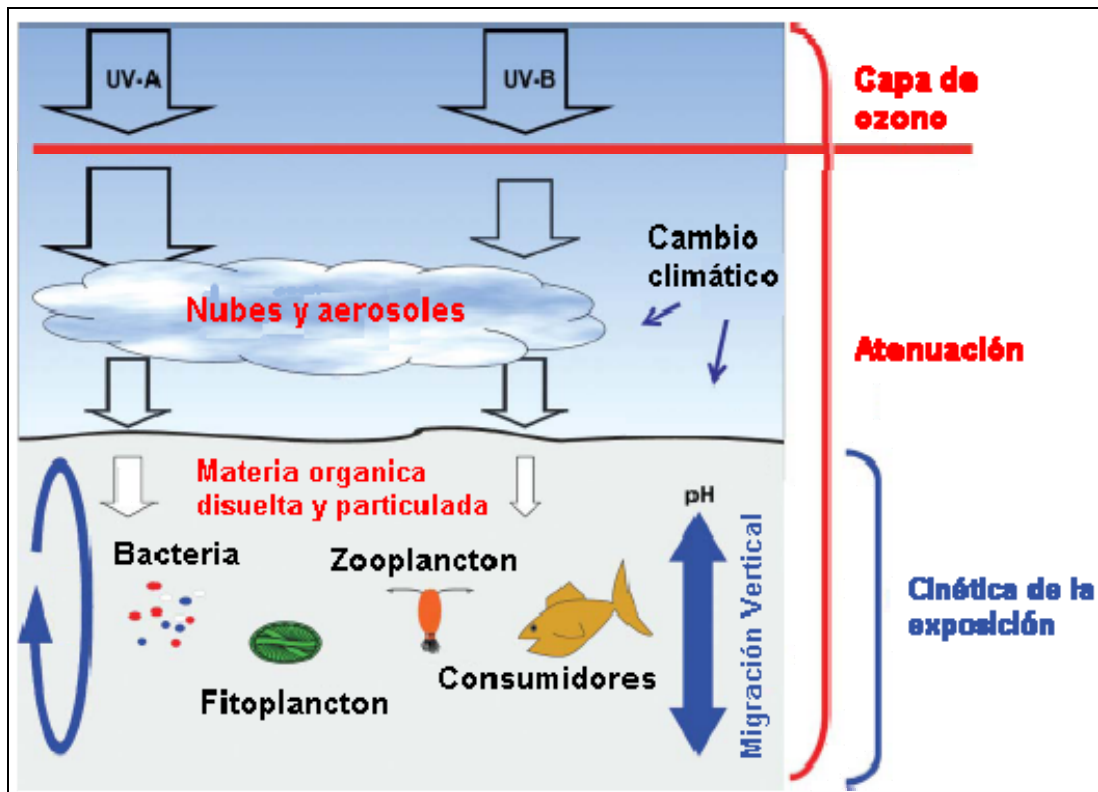 UV-A
UV-B
Capa de
ozono
Cambio
climático
Nubes y aerosoles
Atenuación
Materia organica
disuelta y particulada
pH
Bacteria
Zooplancton
Migración Vertical
Cinética de la
exposición
Consumidores
Fitoplancton